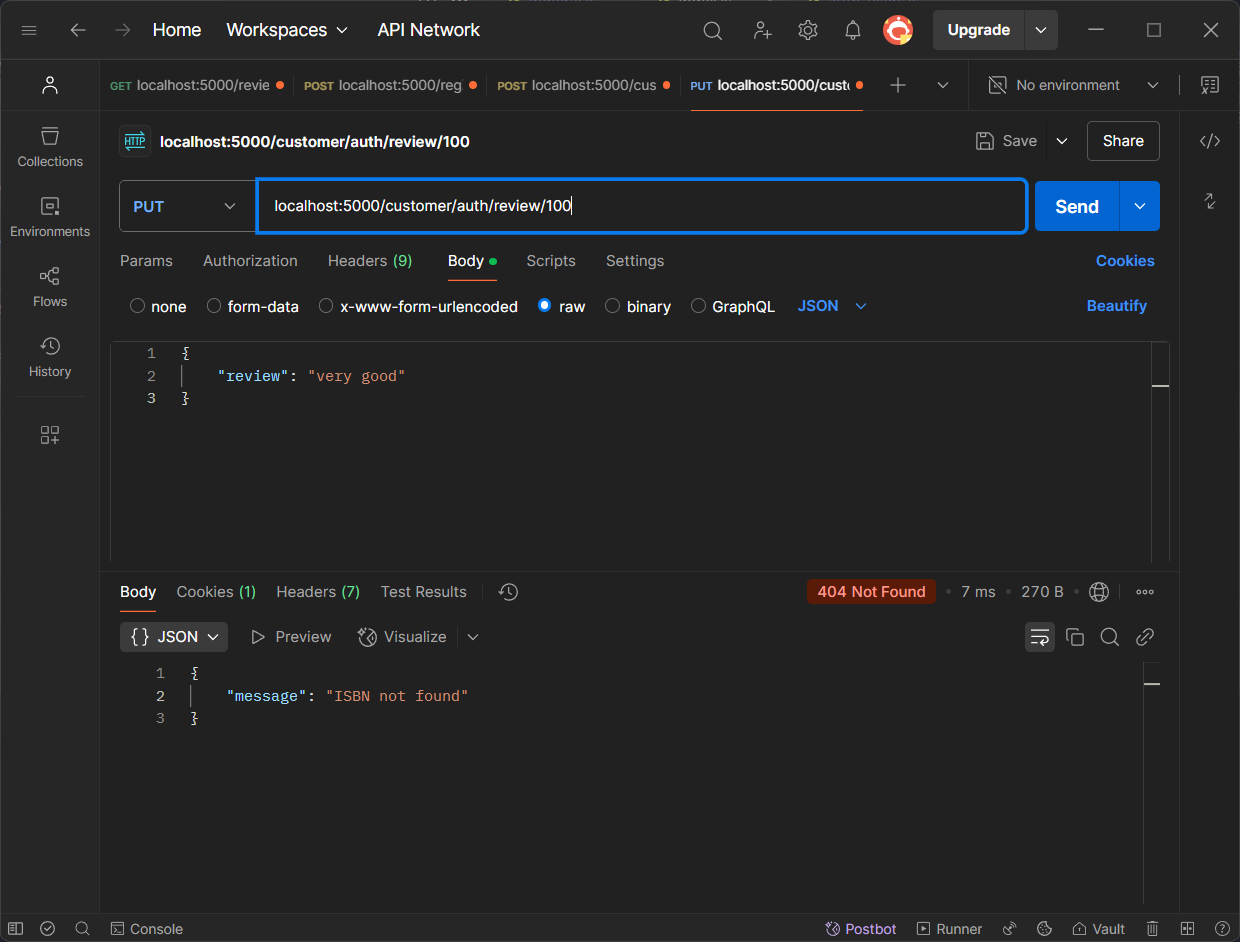 Home Workspaces API Network Upgrade
GET localhost:5000/revie POST localhost:5000/reg POST localhost:5000/cus PUT localhost:5000/custo No environment
HTTP localhost:5000/customer/auth/review/100 Save Share
PUT localhost:5000/customer/auth/review/100 Send
Params Authorization Headers (9) Body Scripts Settings Cookies
none form-data x-www-form-urlencoded raw binary GraphQL JSON Beautify
1 {
2 "review": "very good"
3 }
Collections
Environments
Flows
History
Body Cookies (1) Headers (7) Test Results 404 Not Found • 7 ms • 270 B •
{} JSON Preview Visualize
1 {
2 "message": "ISBN not found"
3 }
Console Postbot Runner Vault